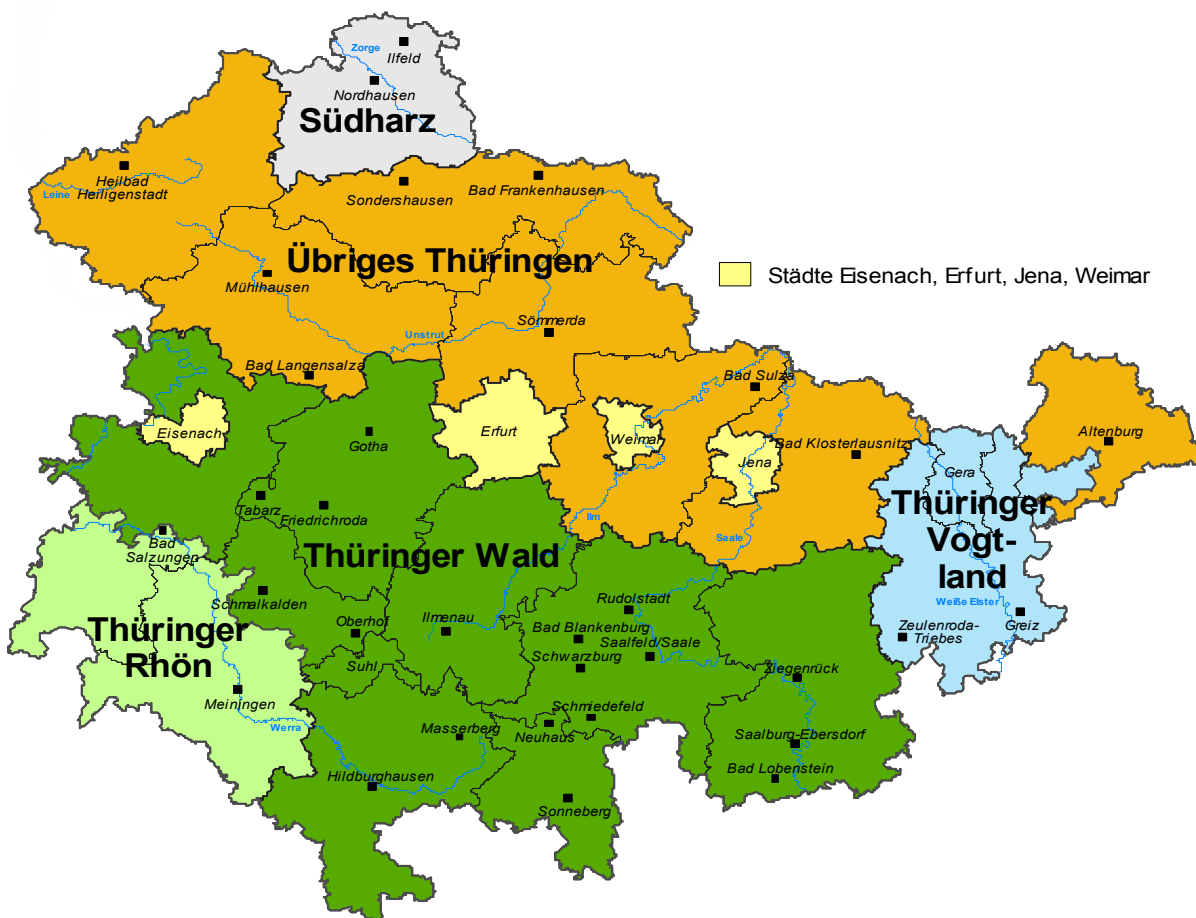 Zorge
Ilfeld
Nordhausen
Südharz
Heilbad
Heiligenstadt
Leine
Sondershausen
Bad Frankenhausen
Übriges Thüringen
Mühlhausen
Städte Eisenach, Erfurt, Jena, Weimar
Sömmerda
Unstrut
Bad Langensalza
Bad Sulza
Eisenach
Gotha
Erfurt
Weimar
Jena
Bad Klosterlausnitz
Altenburg
Gera
Tabarz
Friedrichroda
Ilm
Saale
Thüringer
Vogt-
land
Bad
Salzungen
Thüringer Wald
Schmalkalden
Rudolstadt
Weiße Elster
Greiz
Zeulenroda-
Triebes
Thüringer
Rhön
Oberhof
Ilmenau
Bad Blankenburg
Saalfeld/Saale
Suhl
Schwarzburg
Ziegenrück
Meiningen
Werra
Masserberg
Schmiedefeld
Neuhaus
Saalburg-Ebersdorf
Hildburghausen
Bad Lobenstein
Sonneberg